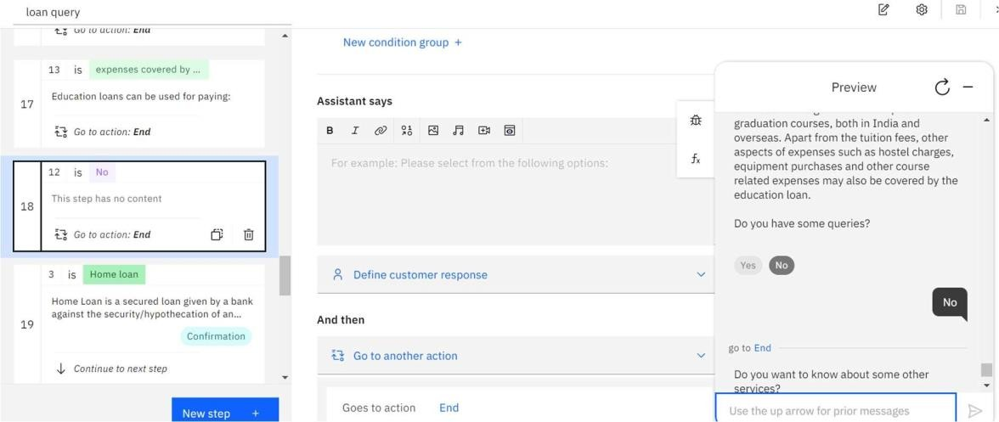 loan query
Go to action: End
13 is expenses covered by ...
17
Education loans can be used for paying:
Go to action: End
12 is No
18
This step has no content
Go to action: End
3 is Home loan
19
Home Loan is a secured loan given by a bank
against the security/hypothecation of an...
Confirmation
Continue to next step
New step +
New condition group +
Assistant says
B I
For example: Please select from the following options:
Define customer response
And then
Go to another action
Goes to action End
fx
Preview
graduation courses, both in India and
overseas. Apart from the tuition fees, other
aspects of expenses such as hostel charges,
equipment purchases and other course
related expenses may also be covered by the
education loan.
Do you have some queries?
Yes No
No
go to End
Do you want to know about some other
services?
Use the up arrow for prior messages